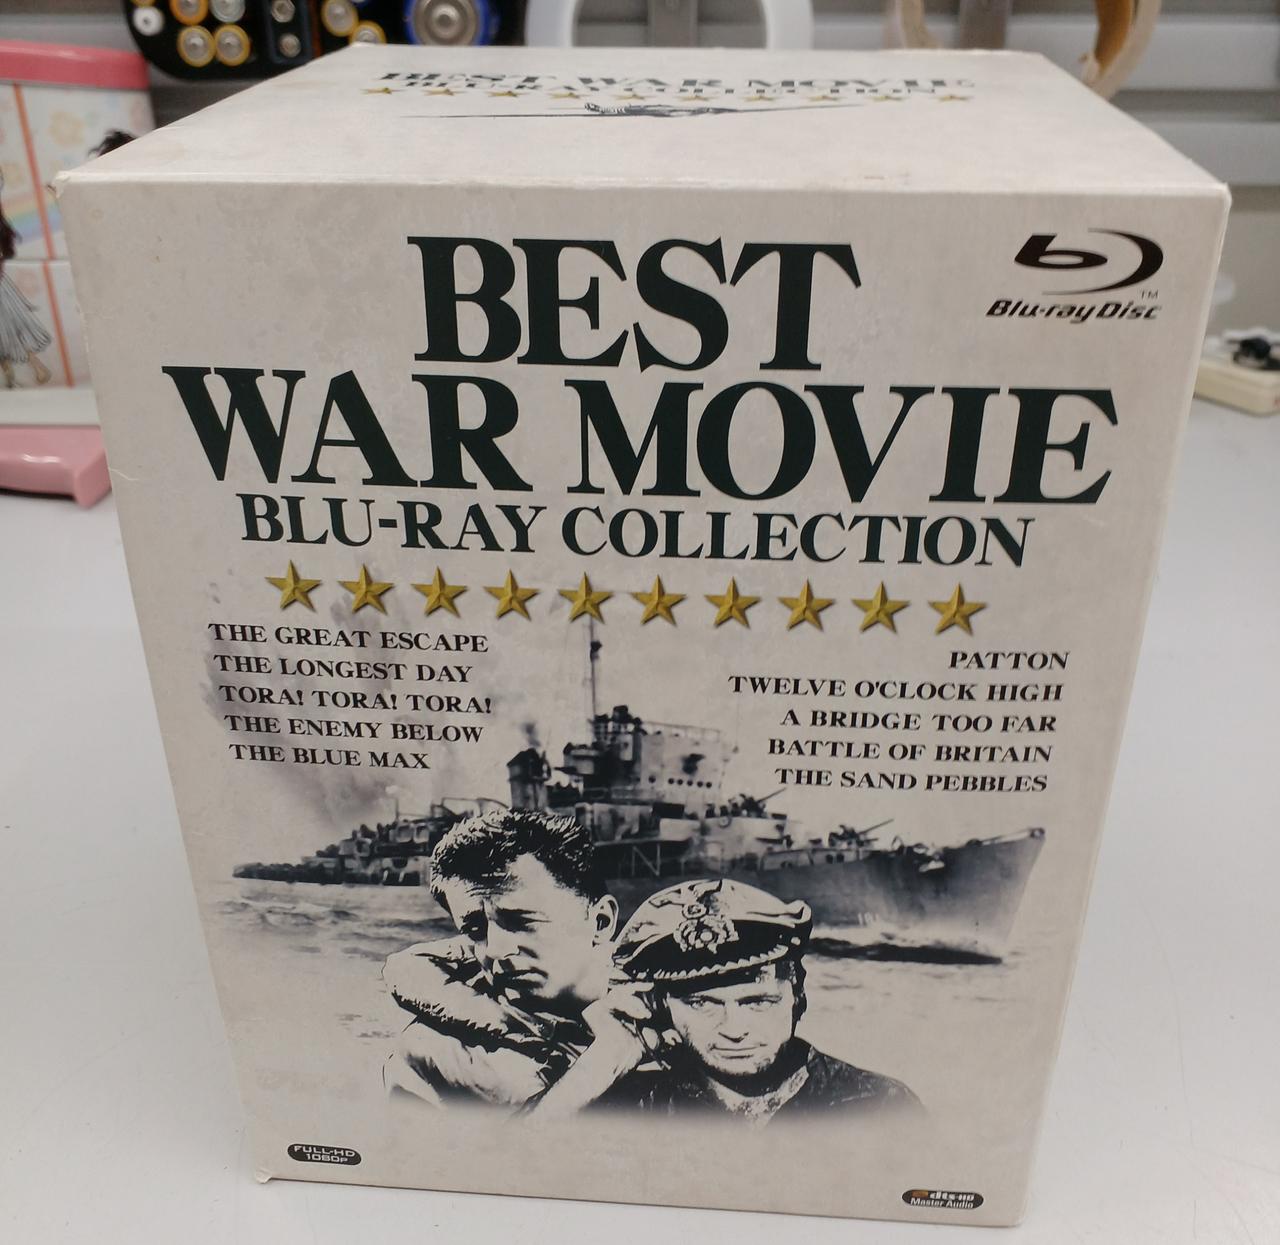 BEST WAR MOVIE
BLU-RAY COLLECTION
BEST
WAR MOVIE
BLU-RAY COLLECTION
Blu-ray Disc
TM
THE GREAT ESCAPE
THE LONGEST DAY
TORA! TORA! TORA!
THE ENEMY BELOW
THE BLUE MAX
PATTON
TWELVE O'CLOCK HIGH
A BRIDGE TOO FAR
BATTLE OF BRITAIN
THE SAND PEBBLES
181
FULL-HD
1080P
dts-HD
Master Audio